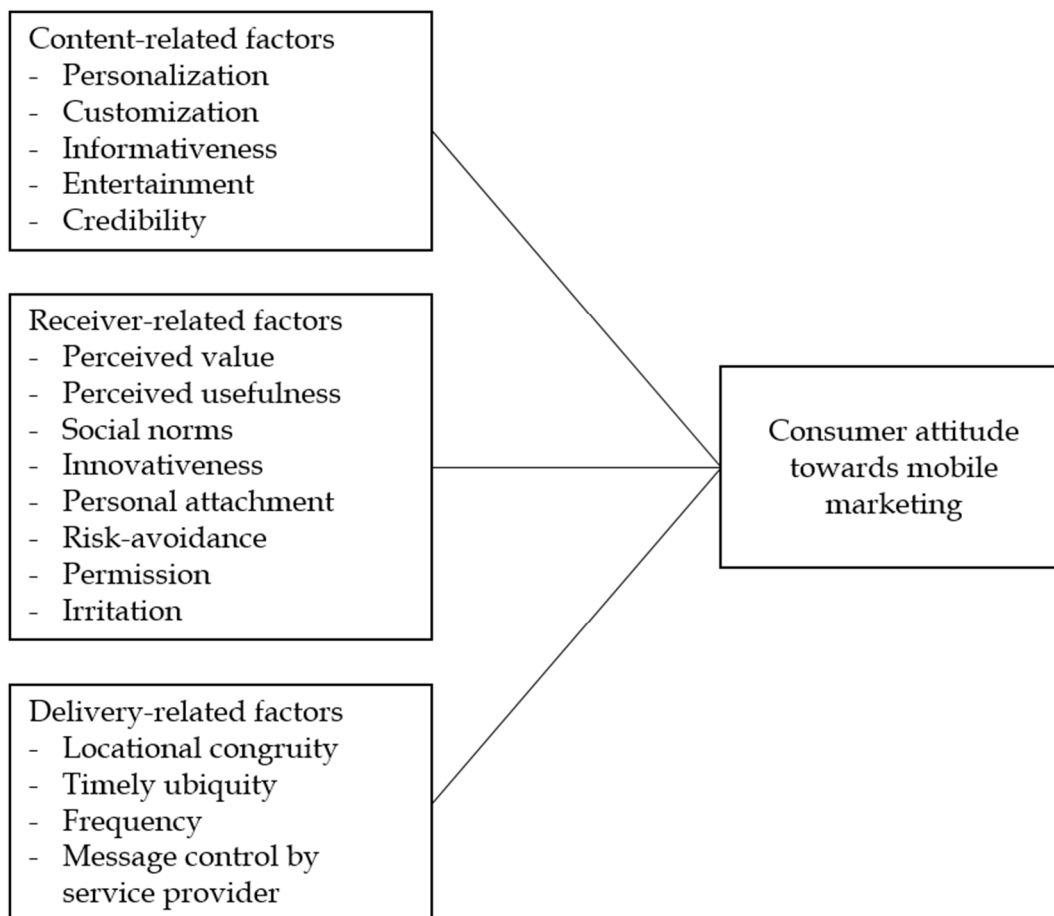 Content-related factors
- Personalization
- Customization
- Informativeness
- Entertainment
- Credibility
Receiver-related factors
- Perceived value
- Perceived usefulness
- Social norms
- Innovativeness
- Personal attachment
- Risk-avoidance
- Permission
- Irritation
Consumer attitude
towards mobile
marketing
Delivery-related factors
- Locational congruity
- Timely ubiquity
- Frequency
- Message control by
service provider